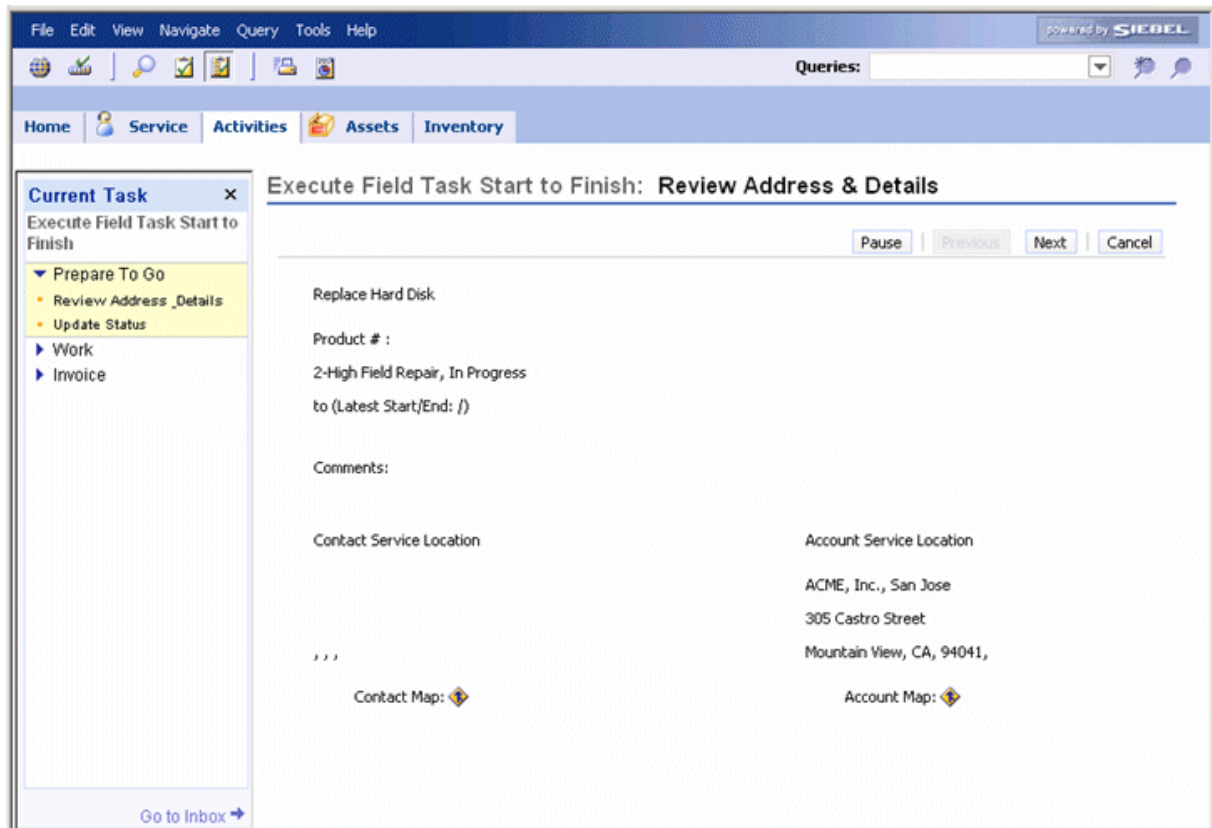 File Edit View Navigate Query Tools Help
powered by SIEBEL
Queries:
Home Service Activities Assets Inventory
Current Task ×
Execute Field Task Start to
Finish
Prepare To Go
Review Address _Details
Update Status
Work
Invoice
Go to Inbox
Execute Field Task Start to Finish: Review Address & Details
Pause Previous Next Cancel
Replace Hard Disk
Product # :
2-High Field Repair, In Progress
to (Latest Start/End: /)
Comments:
Contact Service Location
, , ,
Contact Map:
Account Service Location
ACME, Inc., San Jose
305 Castro Street
Mountain View, CA, 94041,
Account Map: